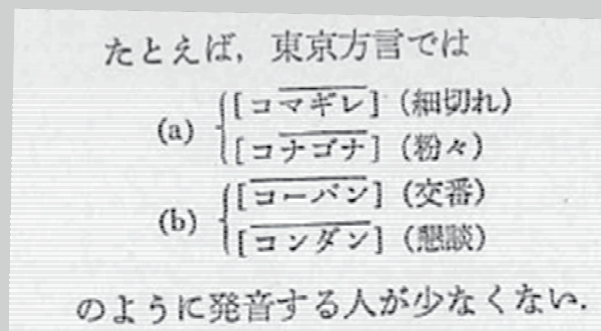 たとえば，東京方言では
(a) [コマギレ] (細切れ)
[コナゴナ] (粉々)
(b) [コーバン] (交番)
[コンダン] (懇談)
のように発音する人が少なくない．